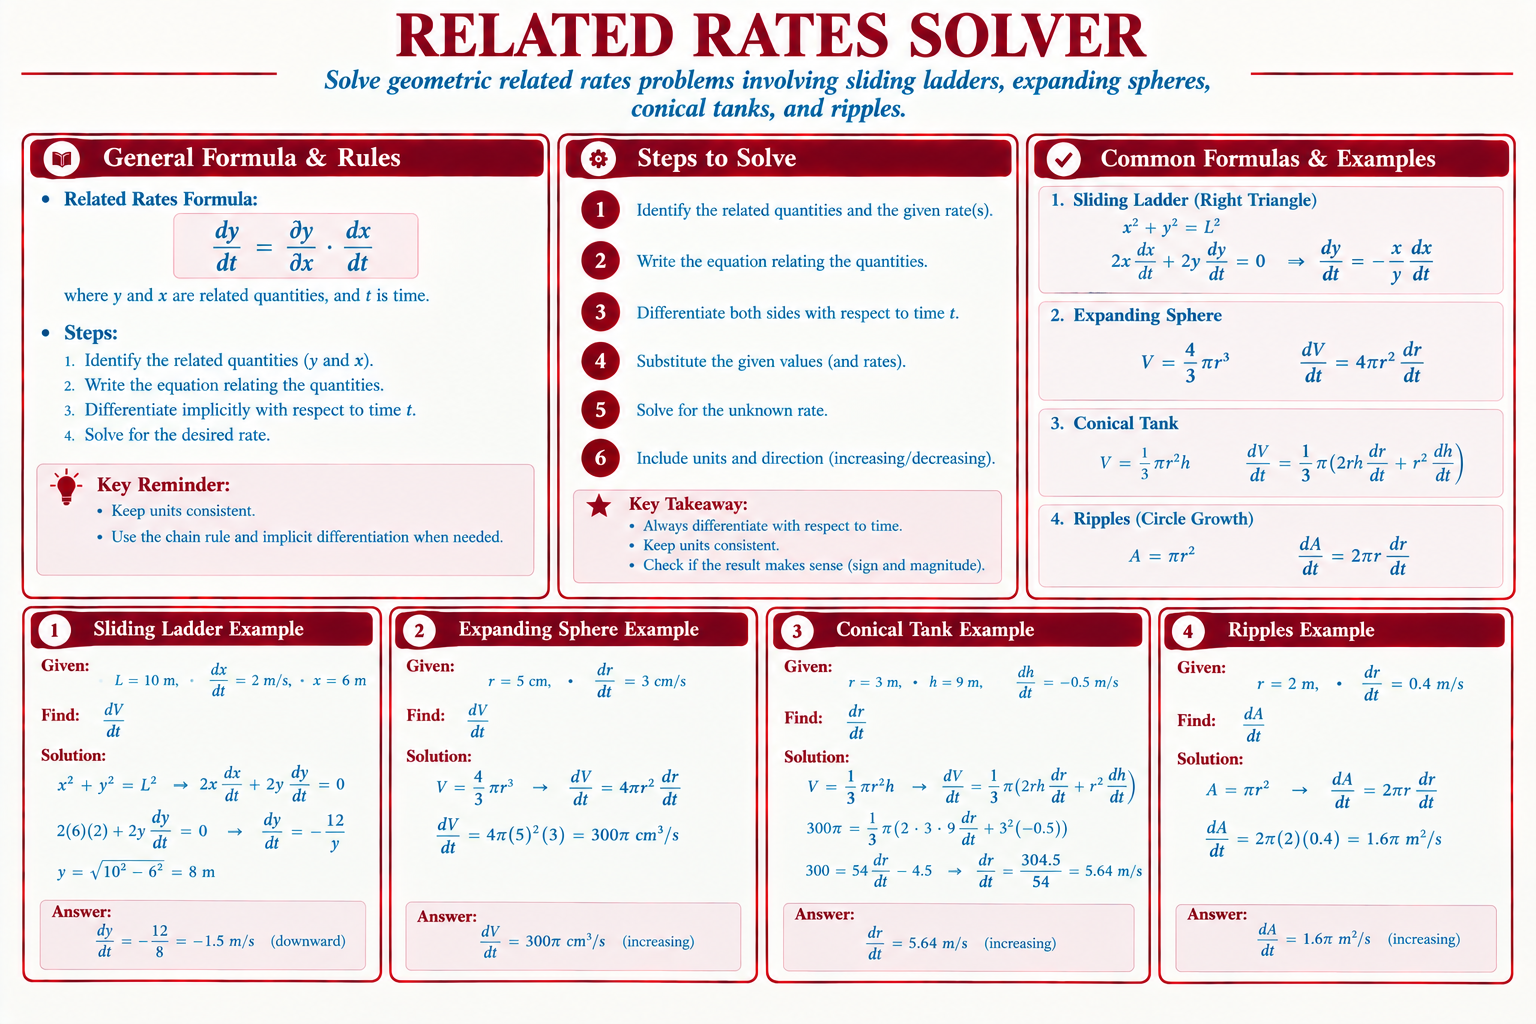 RELATED RATES SOLVER
Solve geometric related rates problems involving sliding ladders, expanding spheres,
conical tanks, and ripples.
General Formula & Rules
• Related Rates Formula:
dy/dt = ∂y/∂x · dx/dt
where y and x are related quantities, and t is time.
• Steps:
1. Identify the related quantities (y and x).
2. Write the equation relating the quantities.
3. Differentiate implicitly with respect to time t.
4. Solve for the desired rate.
Key Reminder:
• Keep units consistent.
• Use the chain rule and implicit differentiation when needed.
Steps to Solve
1 Identify the related quantities and the given rate(s).
2 Write the equation relating the quantities.
3 Differentiate both sides with respect to time t.
4 Substitute the given values (and rates).
5 Solve for the unknown rate.
6 Include units and direction (increasing/decreasing).
Key Takeaway:
• Always differentiate with respect to time.
• Keep units consistent.
• Check if the result makes sense (sign and magnitude).
Common Formulas & Examples
1. Sliding Ladder (Right Triangle)
x² + y² = L²
2x dx/dt + 2y dy/dt = 0 ⇒ dy/dt = −x/y dx/dt
2. Expanding Sphere
V = 4/3 πr³ dV/dt = 4πr² dr/dt
3. Conical Tank
V = 1/3 πr²h dV/dt = 1/3 π(2rh dr/dt + r² dh/dt)
4. Ripples (Circle Growth)
A = πr² dA/dt = 2πr dr/dt
1 Sliding Ladder Example
Given:
L = 10 m, · dx/dt = 2 m/s, · x = 6 m
Find: dV/dt
Solution:
x² + y² = L² → 2x dx/dt + 2y dy/dt = 0
2(6)(2) + 2y dy/dt = 0 → dy/dt = −12/y
y = √(10² − 6²) = 8 m
Answer:
dy/dt = −12/8 = −1.5 m/s (downward)
2 Expanding Sphere Example
Given:
r = 5 cm, • dr/dt = 3 cm/s
Find: dV/dt
Solution:
V = 4/3 πr³ → dV/dt = 4πr² dr/dt
dV/dt = 4π(5)²(3) = 300π cm³/s
Answer:
dV/dt = 300π cm³/s (increasing)
3 Conical Tank Example
Given:
r = 3 m, • h = 9 m, dh/dt = −0.5 m/s
Find: dr/dt
Solution:
V = 1/3 πr²h → dV/dt = 1/3 π(2rh dr/dt + r² dh/dt)
300π = 1/3 π(2 · 3 · 9 dr/dt + 3²(−0.5))
300 = 54 dr/dt − 4.5 → dr/dt = 304.5/54 = 5.64 m/s
Answer:
dr/dt = 5.64 m/s (increasing)
4 Ripples Example
Given:
r = 2 m, • dr/dt = 0.4 m/s
Find: dA/dt
Solution:
A = πr² → dA/dt = 2πr dr/dt
dA/dt = 2π(2)(0.4) = 1.6π m²/s
Answer:
dA/dt = 1.6π m²/s (increasing)